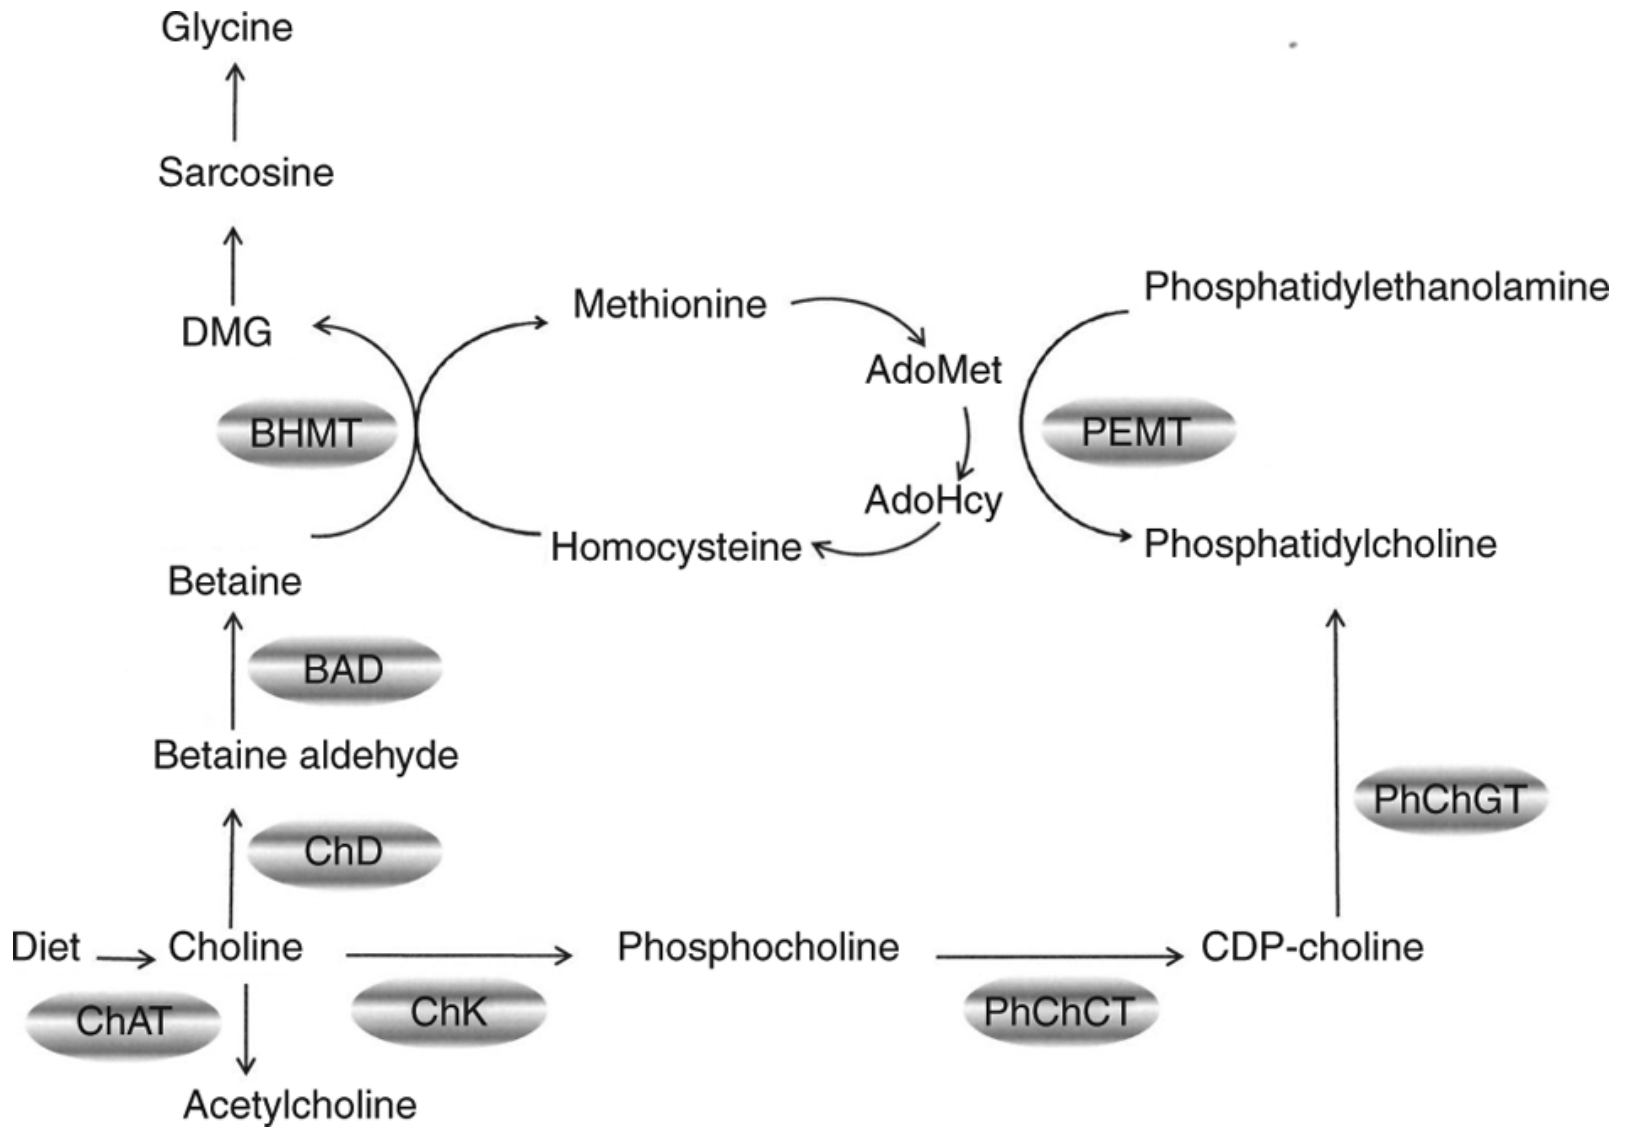 Glycine
Sarcosine
Phosphatidylethanolamine
Methionine
DMG
AdoMet
BHMT
PEMT
AdoHcy
Homocysteine
Phosphatidylcholine
Betaine
BAD
Betaine aldehyde
PhChGT
ChD
Diet
Choline
Phosphocholine
CDP-choline
ChAT
ChK
PhChCT
Acetylcholine